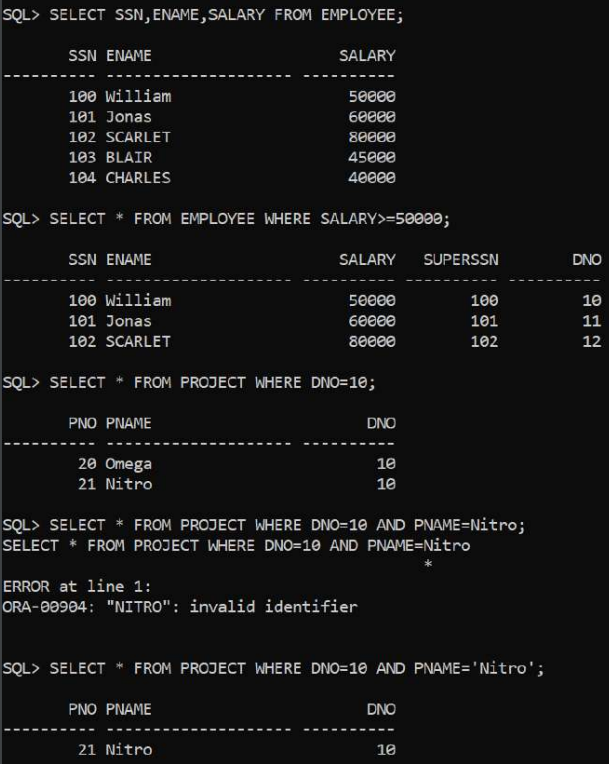 SQL> SELECT SSN,ENAME,SALARY FROM EMPLOYEE;
SSN ENAME SALARY
---------- -------------------- ----------
100 William 50000
101 Jonas 60000
102 SCARLET 80000
103 BLAIR 45000
104 CHARLES 40000
SQL> SELECT * FROM EMPLOYEE WHERE SALARY>=50000;
SSN ENAME SALARY SUPERSSN DNO
---------- -------------------- ---------- ---------- ----------
100 William 50000 100 10
101 Jonas 60000 101 11
102 SCARLET 80000 102 12
SQL> SELECT * FROM PROJECT WHERE DNO=10;
PNO PNAME DNO
---------- -------------------- ----------
20 Omega 10
21 Nitro 10
SQL> SELECT * FROM PROJECT WHERE DNO=10 AND PNAME=Nitro;
SELECT * FROM PROJECT WHERE DNO=10 AND PNAME=Nitro
*
ERROR at line 1:
ORA-00904: "NITRO": invalid identifier
SQL> SELECT * FROM PROJECT WHERE DNO=10 AND PNAME='Nitro';
PNO PNAME DNO
---------- -------------------- ----------
21 Nitro 10